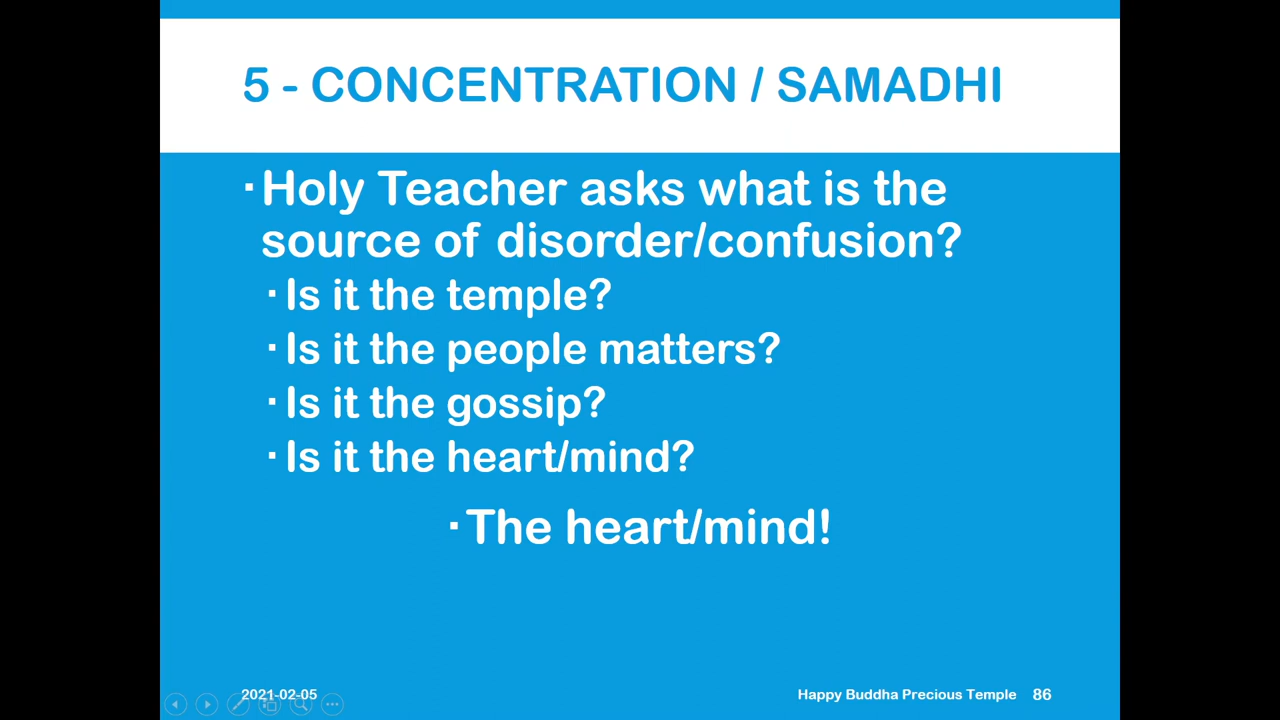 5 - CONCENTRATION / SAMADHI
▪Holy Teacher asks what is the
source of disorder/confusion?
▪Is it the temple?
▪Is it the people matters?
▪Is it the gossip?
▪Is it the heart/mind?
▪The heart/mind!
2021-02-05
Happy Buddha Precious Temple 86